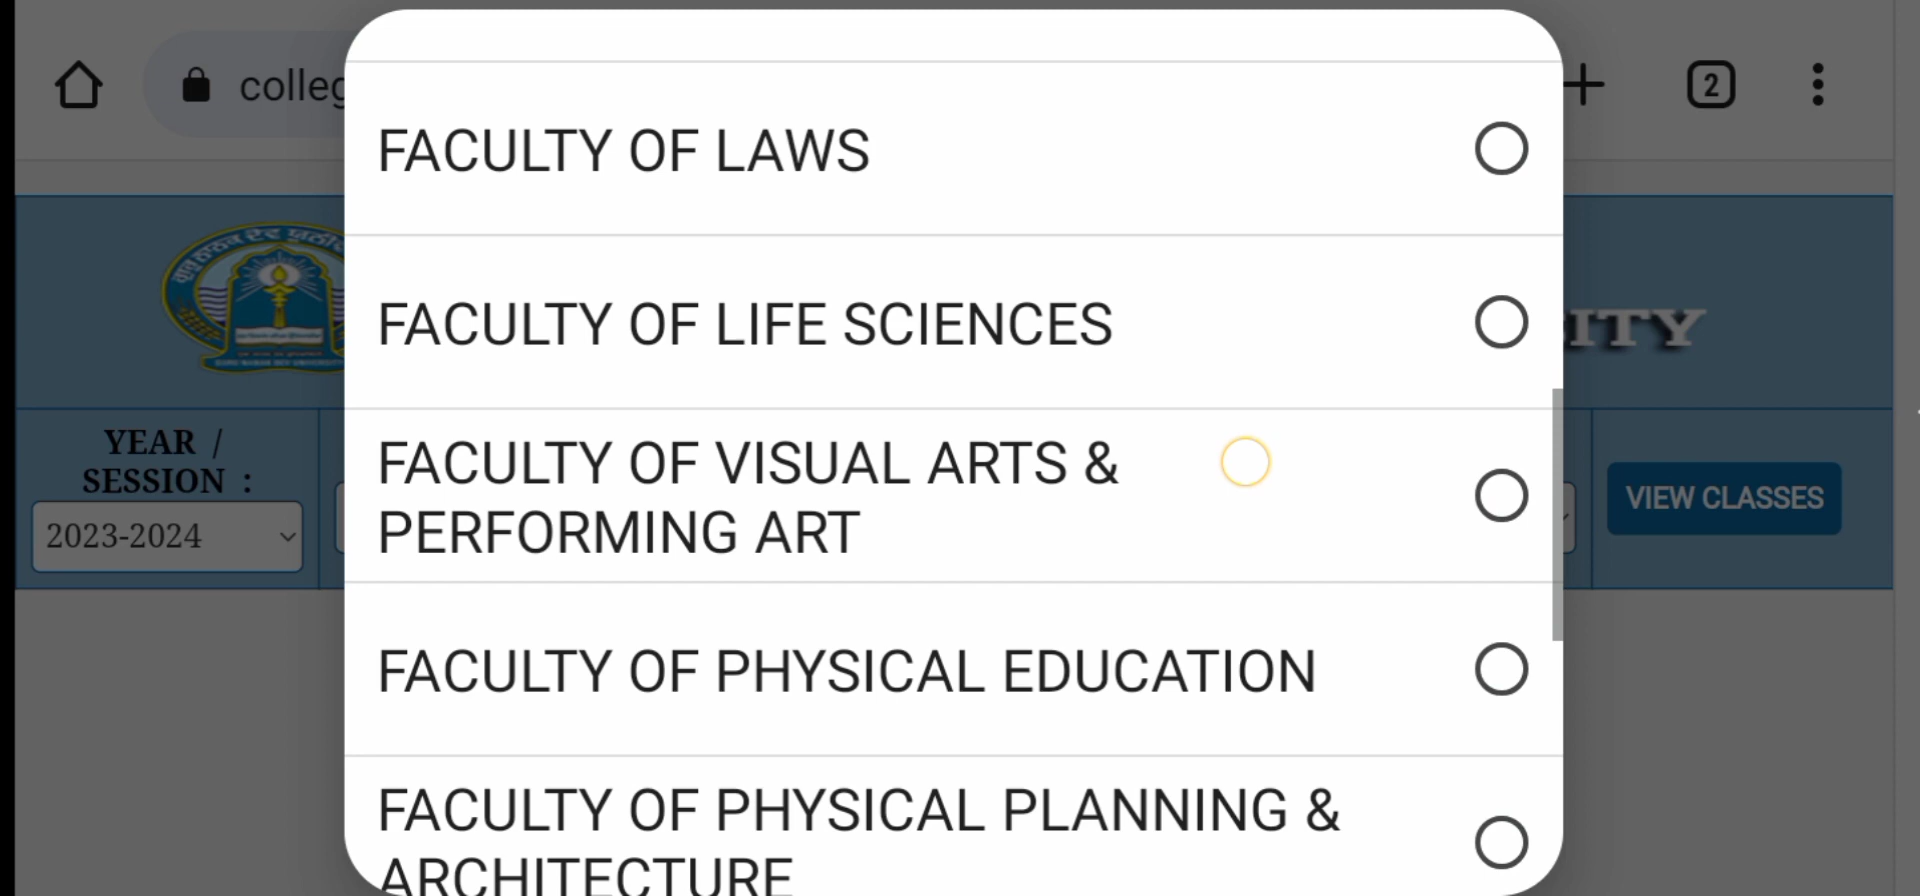 colleg
2
FACULTY OF LAWS
FACULTY OF LIFE SCIENCES
FACULTY OF VISUAL ARTS &
PERFORMING ART
FACULTY OF PHYSICAL EDUCATION
FACULTY OF PHYSICAL PLANNING &
ARCHITECTURE
SITY
YEAR /
SESSION :
2023-2024
VIEW CLASSES